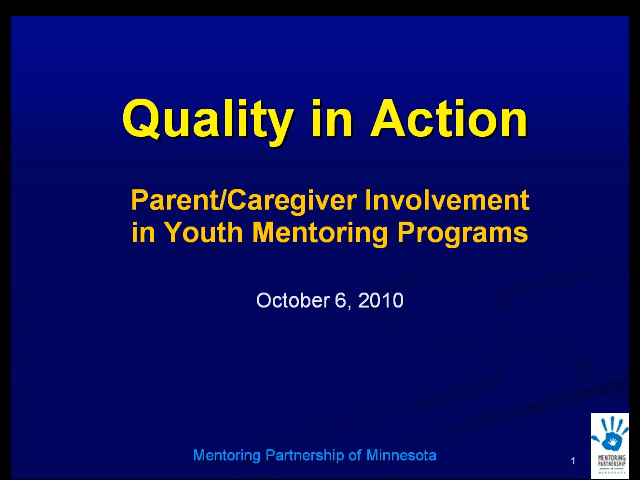 Quality in Action
Parent/Caregiver Involvement
in Youth Mentoring Programs
October 6, 2010
Mentoring Partnership of Minnesota
1
MENTORING
PARTNERSHIP
MINNESOTA